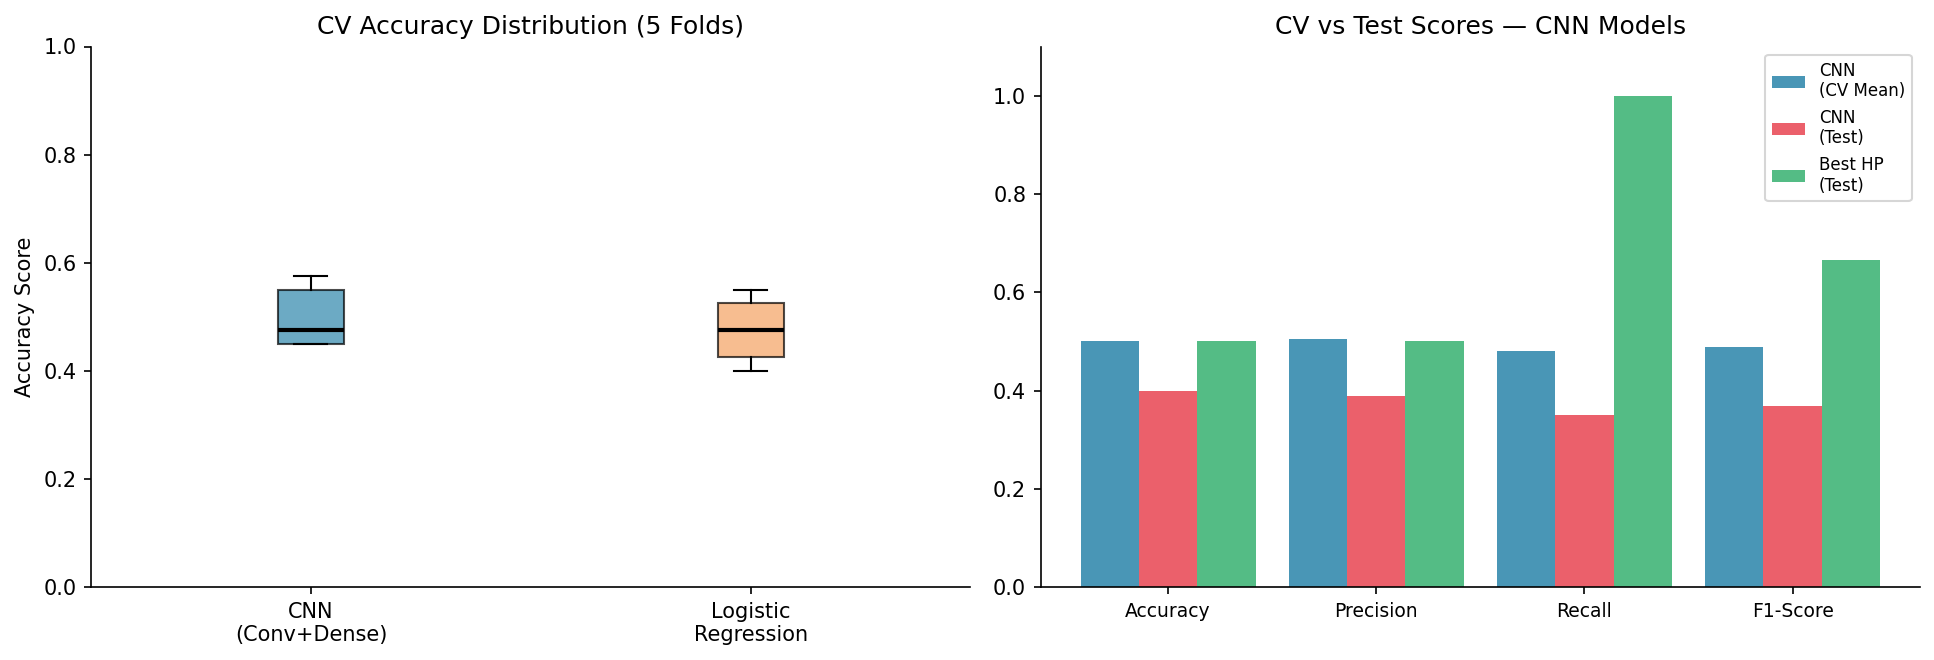 CV Accuracy Distribution (5 Folds)
Accuracy Score
1.0
0.8
0.6
0.4
0.2
0.0
CNN
(Conv+Dense)
Logistic
Regression
CV vs Test Scores — CNN Models
1.0
0.8
0.6
0.4
0.2
0.0
Accuracy
Precision
Recall
F1-Score
CNN
(CV Mean)
CNN
(Test)
Best HP
(Test)